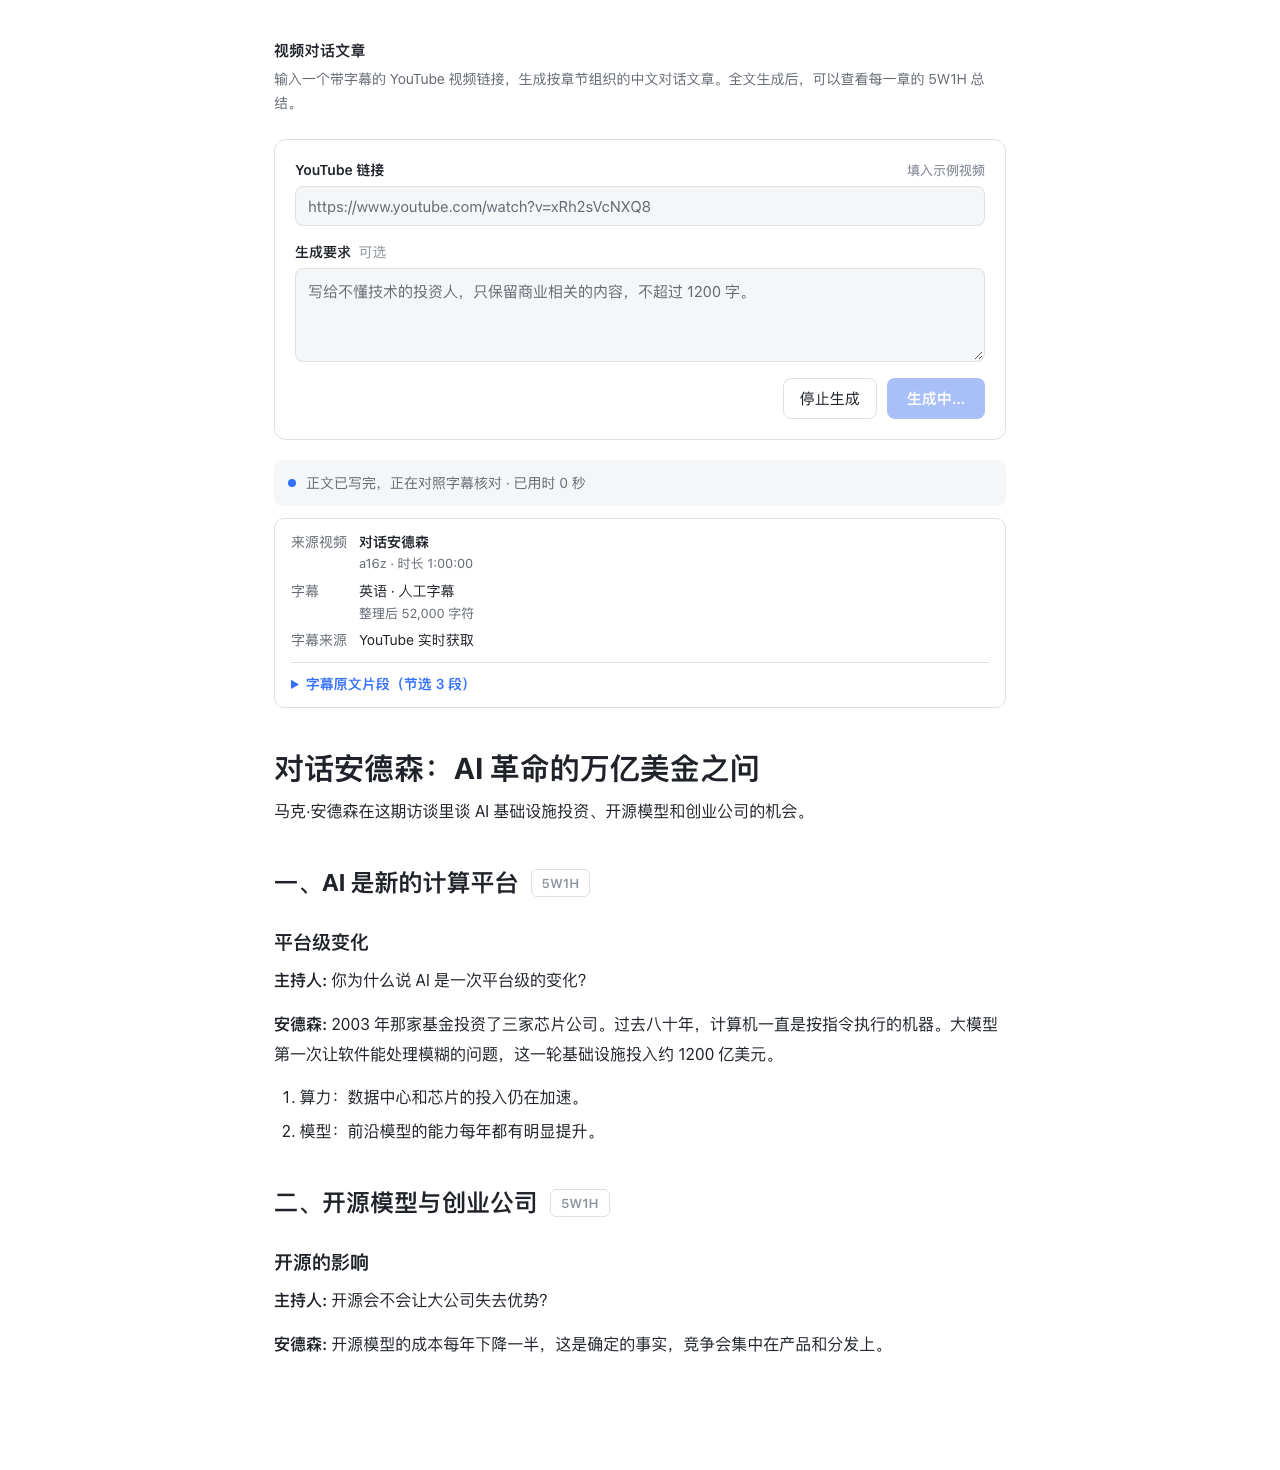 视频对话文章
输入一个带字幕的 YouTube 视频链接，生成按章节组织的中文对话文章。全文生成后，可以查看每一章的 5W1H 总
结。
YouTube 链接 填入示例视频
https://www.youtube.com/watch?v=xRh2sVcNXQ8
生成要求 可选
写给不懂技术的投资人，只保留商业相关的内容，不超过 1200 字。
停止生成 生成中...
正文已写完，正在对照字幕核对 · 已用时 0 秒
来源视频 对话安德森
a16z · 时长 1:00:00
字幕 英语 · 人工字幕
整理后 52,000 字符
字幕来源 YouTube 实时获取
▶ 字幕原文片段（节选 3 段）
对话安德森：AI 革命的万亿美金之问
马克·安德森在这期访谈里谈 AI 基础设施投资、开源模型和创业公司的机会。
一、AI 是新的计算平台 5W1H
平台级变化
主持人: 你为什么说 AI 是一次平台级的变化？
安德森: 2003 年那家基金投资了三家芯片公司。过去八十年，计算机一直是按指令执行的机器。大模型
第一次让软件能处理模糊的问题，这一轮基础设施投入约 1200 亿美元。
1. 算力：数据中心和芯片的投入仍在加速。
2. 模型：前沿模型的能力每年都有明显提升。
二、开源模型与创业公司 5W1H
开源的影响
主持人: 开源会不会让大公司失去优势？
安德森: 开源模型的成本每年下降一半，这是确定的事实，竞争会集中在产品和分发上。